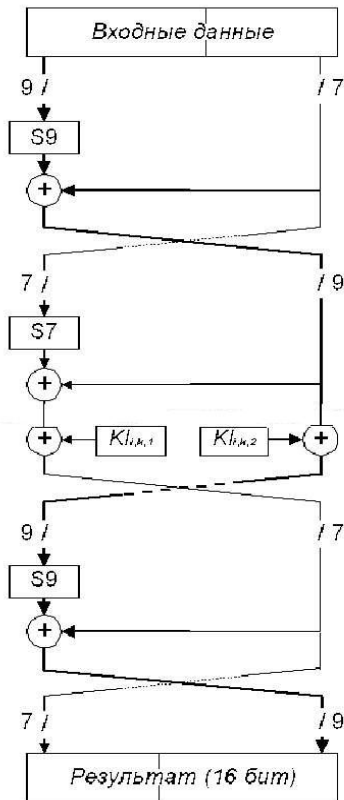 Входные данные
9 / / 7
S9
+
7 / / 9
S7
+
+ KIi,k,1 KIi,k,2 +
9 / / 7
S9
+
7 / / 9
Результат (16 бит)